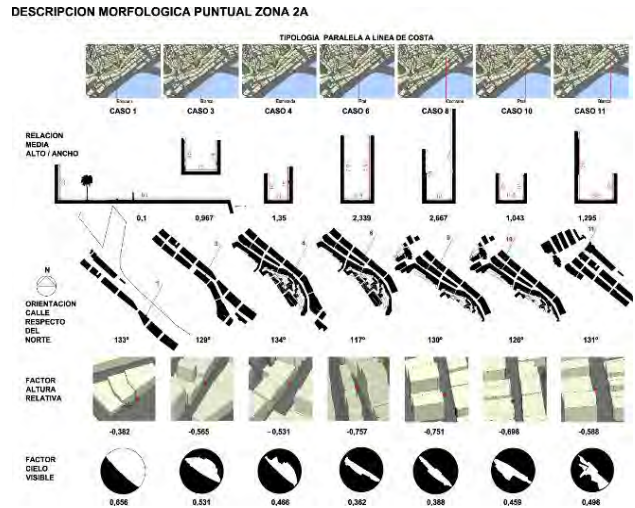 DESCRIPCION MORFOLOGICA PUNTUAL ZONA 2A
TIPOLOGIA PARALELA A LINEA DE COSTA
CASO 1 CASO 3 CASO 4 CASO 6 CASO 8 CASO 10 CASO 11
RELACION
MEDIA
ALTO / ANCHO
0,1 0,967 1,35 2,339 2,667 1,043 1,295
N
ORIENTACION
CALLE
RESPECTO
DEL
NORTE
133° 129° 134° 117° 130° 126° 131°
FACTOR
ALTURA
RELATIVA
-0,382 -0,565 -0,531 -0,757 -0,751 -0,698 -0,588
FACTOR
CIELO
VISIBLE
0,656 0,531 0,466 0,362 0,388 0,459 0,498